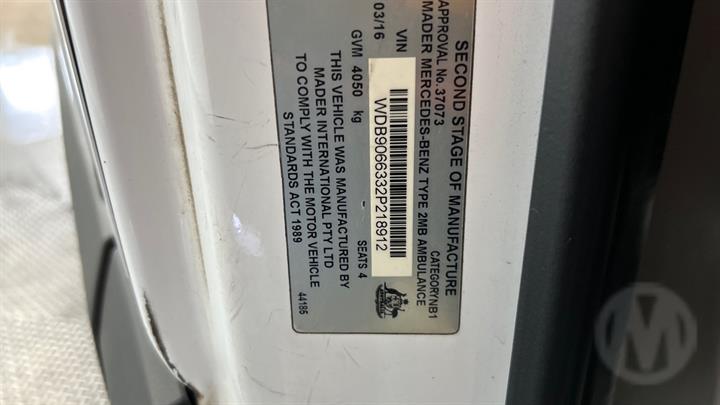 SECOND STAGE OF MANUFACTURE
APPROVAL No. 37073 CATEGORY NB1
MADER MERCEDES-BENZ TYPE 2MB AMBULANCE
VIN WDB9066332P218912
03/16
GVM 4050 kg - SEATS 4
THIS VEHICLE WAS MANUFACTURED BY
MADER INTERNATIONAL PTY LTD
TO COMPLY WITH THE MOTOR VEHICLE
STANDARDS ACT 1989
44185
M